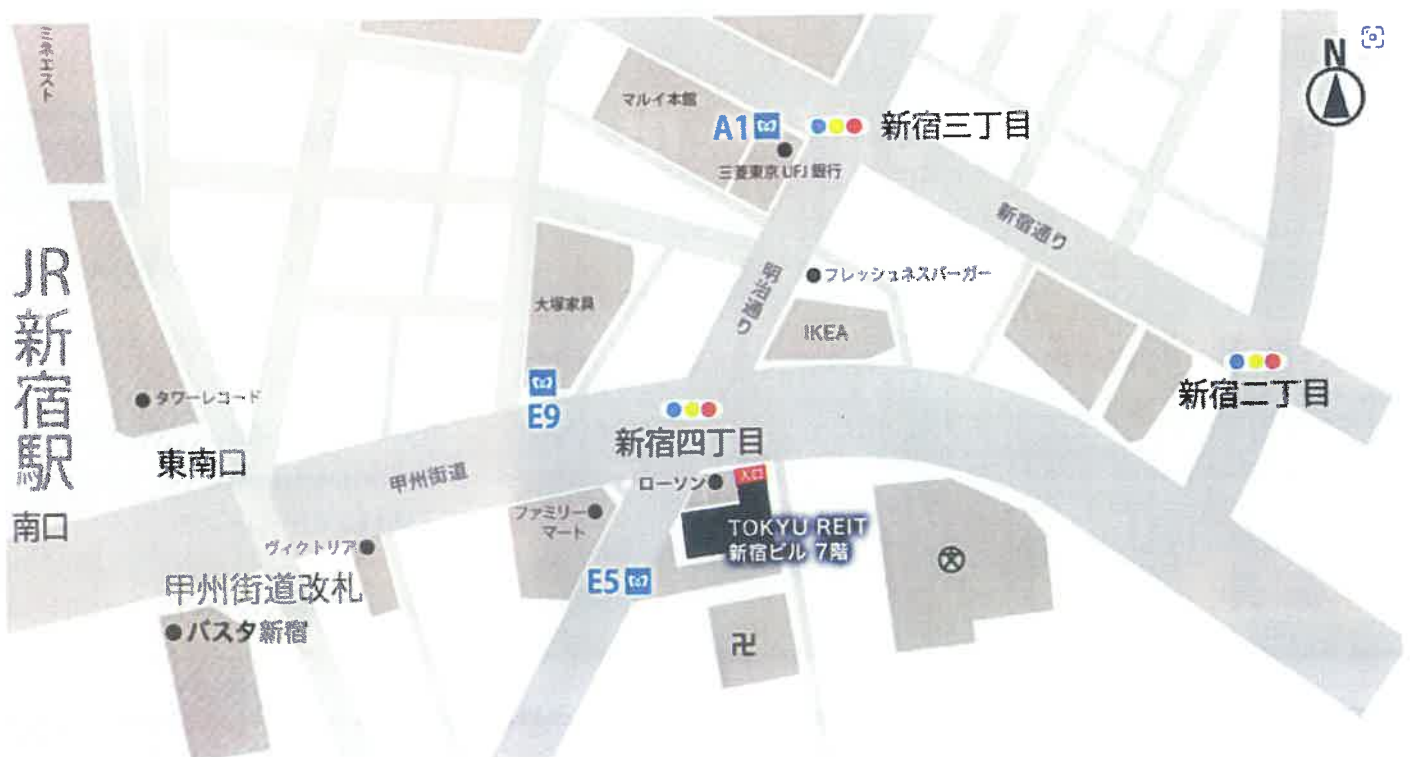 ミネエスト
マルイ本館
A1
新宿三丁目
三菱東京UFJ銀行
N
新宿通り
JR
新宿駅
南口
大塚家具
明治通り
フレッシュネスバーガー
IKEA
新宿二丁目
タワーレコード
東南口
E9
新宿四丁目
甲州街道
ローソン
入口
ファミリー
マート
TOKYU REIT
新宿ビル 7階
ヴィクトリア
甲州街道改札
E5
文
バスタ新宿
卍